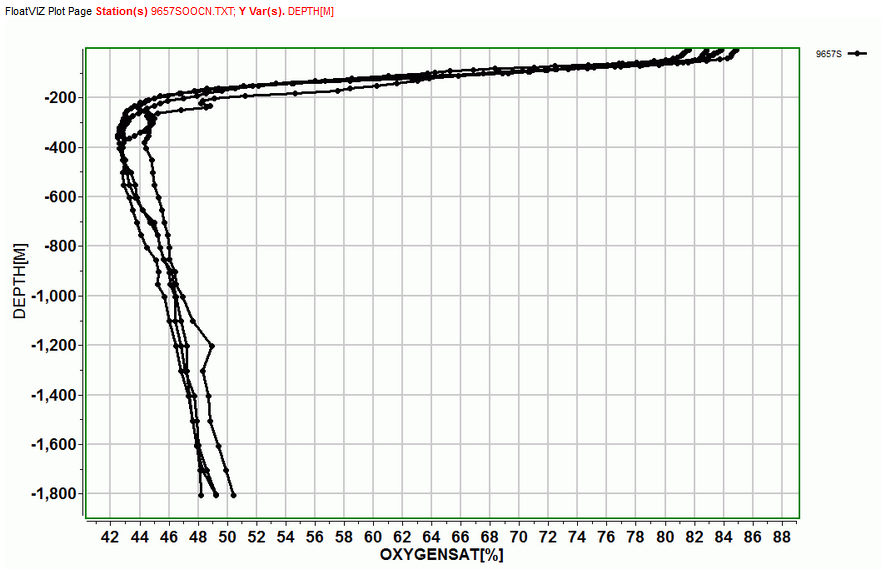 FloatVIZ Plot Page Station(s) 9657SOOCN.TXT; Y Var(s). DEPTH[M]
9657S
-200
-400
-600
-800
-1,000
-1,200
-1,400
-1,600
-1,800
DEPTH[M]
42 44 46 48 50 52 54 56 58 60 62 64 66 68 70 72 74 76 78 80 82 84 86 88
OXYGENSAT[%]